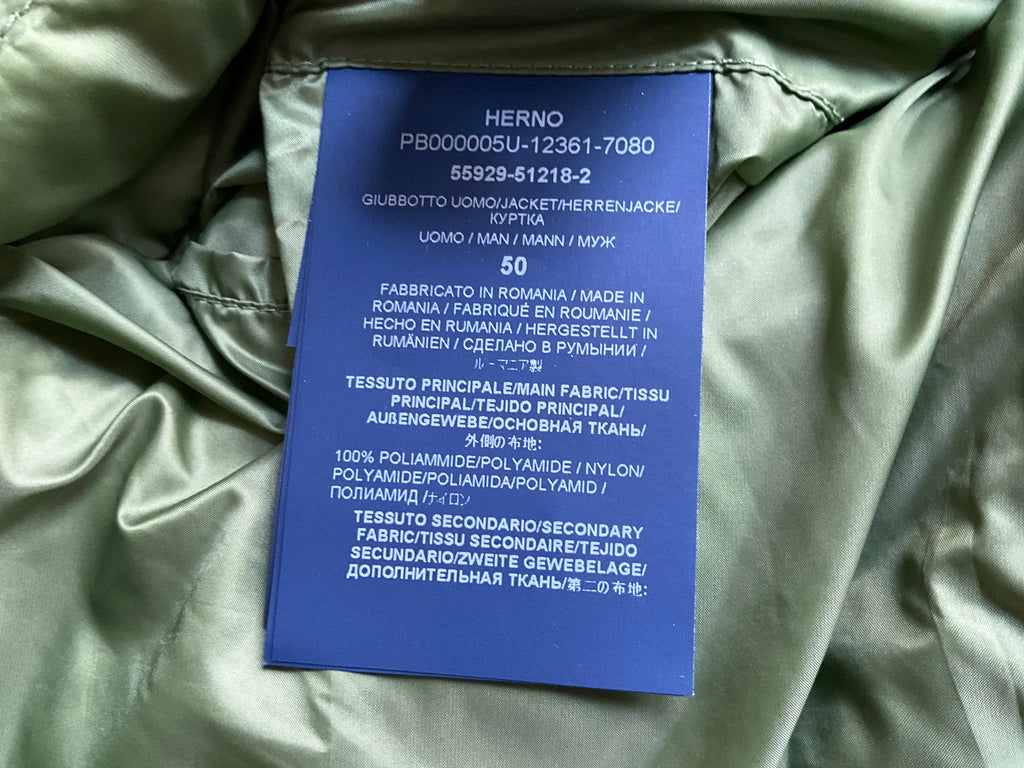 HERNO
PB000005U-12361-7080
55929-51218-2
GIUBBOTTO UOMO/JACKET/HERRENJACKE/
КУРТКА
UOMO / MAN / MANN / МУЖ
50
FABBRICATO IN ROMANIA / MADE IN
ROMANIA / FABRIQUÉ EN ROUMANIE /
HECHO EN RUMANIA / HERGESTELLT IN
RUMÄNIEN / СДЕЛАНО В РУМЫНИИ /
ルーマニア製
TESSUTO PRINCIPALE/MAIN FABRIC/TISSU
PRINCIPAL/TEJIDO PRINCIPAL/
AUßENGEWEBE/ОСНОВНАЯ ТКАНЬ/
外側の布地:
100% POLIAMMIDE/POLYAMIDE / NYLON/
POLYAMIDE/POLIAMIDA/POLYAMID /
ПОЛИАМИД /ナイロン
TESSUTO SECONDARIO/SECONDARY
FABRIC/TISSU SECONDAIRE/TEJIDO
SECUNDARIO/ZWEITE GEWEBELAGE/
ДОПОЛНИТЕЛЬНАЯ ТКАНЬ/第二の布地: